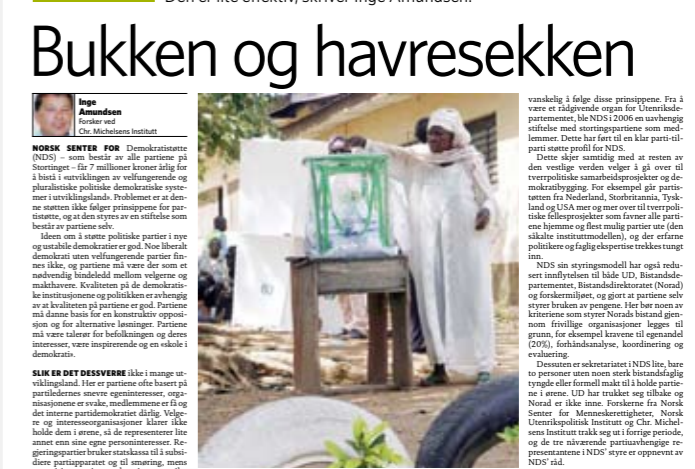 Den er lite effektiv, skriver Inge Amundsen.
Bukken og havresekken
Inge
Amundsen
Forsker ved
Chr. Michelsens Institutt
NORSK SENTER FOR Demokratistøtte
(NDS) – som består av alle partiene på
Stortinget – får 7 millioner kroner årlig for
å bistå i «utviklingen av velfungerende og
pluralistiske politiske demokratiske syste-
mer i utviklingsland». Problemet er at den-
ne støtten ikke følger prinsippene for par-
tistøtte, og at den styres av en stiftelse som
består av partiene selv.
Ideen om å støtte politiske partier i nye
og ustabile demokratier er god. Noe liberalt
demokrati uten velfungerende partier fin-
nes ikke, og partiene må være der som et
nødvendig bindeledd mellom velgerne og
makthavere. Kvaliteten på de demokratis-
ke institusjonene og politikken er avhengig
av at kvaliteten på partiene er god. Partiene
må danne basis for en konstruktiv opposi-
sjon og for alternative løsninger. Partiene
må være talerør for befolkningen og deres
interesser, være inspirerende og en «skole i
demokrati».
SLIK ER DET DESSVERRE ikke i mange ut-
viklingsland. Her er partiene ofte basert på
partiledernes snevre egeninteresser, orga-
nisasjonene er svake, medlemmene er få og
det interne partidemokratiet dårlig. Velge-
re og interesseorganisasjoner klarer ikke
holde dem i ørene, så de representerer lite
annet enn sine egne personinteresser. Re-
gjeringspartier bruker statskassa til å subsi-
diere partiapparatet og til smøring, mens
vanskelig å følge disse prinsippene. Fra å
være et rådgivende organ for Utenriksde-
partementet, ble NDS i 2006 en uavhengig
stiftelse med stortingspartiene som med-
lemmer. Dette har ført til en klar parti-til-
parti støtte profil for NDS.
Dette skjer samtidig med at resten av
den vestlige verden velger å gå over til
tverrpolitiske samarbeidsprosjekter og de-
mokratibygging. For eksempel går partis-
tøtten fra Nederland, Storbritannia, Tysk-
land og USA mer og mer over til tverrpoli-
tiske fellesprosjekter som favner alle parti-
ene hjemme og flest mulig partier ute (den
såkalte instituttmodellen), og der erfarne
politikere og faglig ekspertise trekkes tungt
inn.
NDS sin styringsmodell har også redu-
sert innflytelsen til både UD, Bistandsde-
partementet, Bistandsdirektoratet (Norad)
og forskermiljøet, og gjort at partiene selv
styrer bruken av pengene. Her bør noen av
kriteriene som styrer Norads bistand gjen-
nom frivillige organisasjoner legges til
grunn, for eksempel kravene til egenandel
(20%), forhåndsanalyse, koordinering og
evaluering.
Dessuten er sekretariatet i NDS lite, bare
to personer uten noen sterk bistandsfaglig
tyngde eller formell makt til å holde partie-
ne i ørene. UD har trukket seg tilbake og
Norad er ikke inne. Forskerne fra Norsk
Senter for Menneskerettigheter, Norsk
Utenrikspolitisk Institutt og Chr. Michel-
sens Institutt trakk seg ut i forrige periode,
og de tre nåværende partiuavhengige re-
presentantene i NDS' styre er oppnevnt av
NDS' råd.